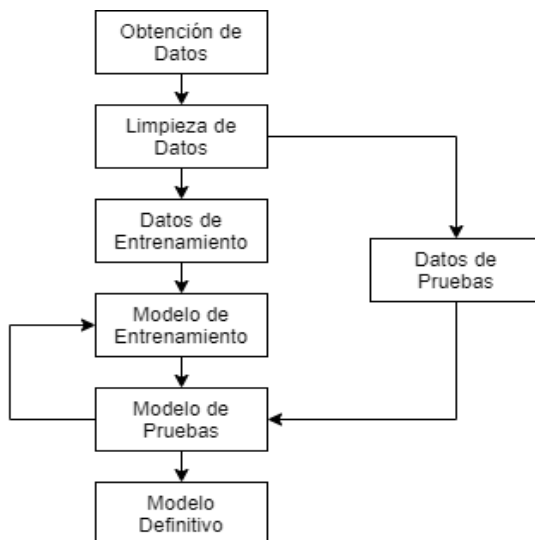 Obtención de
Datos
Limpieza de
Datos
Datos de
Entrenamiento
Datos de
Pruebas
Modelo de
Entrenamiento
Modelo de
Pruebas
Modelo
Definitivo